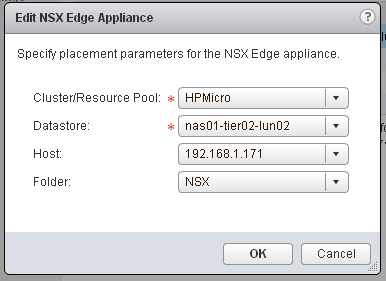 Edit NSX Edge Appliance
?
Specify placement parameters for the NSX Edge appliance.
Cluster/Resource Pool: * HPMicro
Datastore: * nas01-tier02-lun02
Host: 192.168.1.171
Folder: NSX
OK Cancel